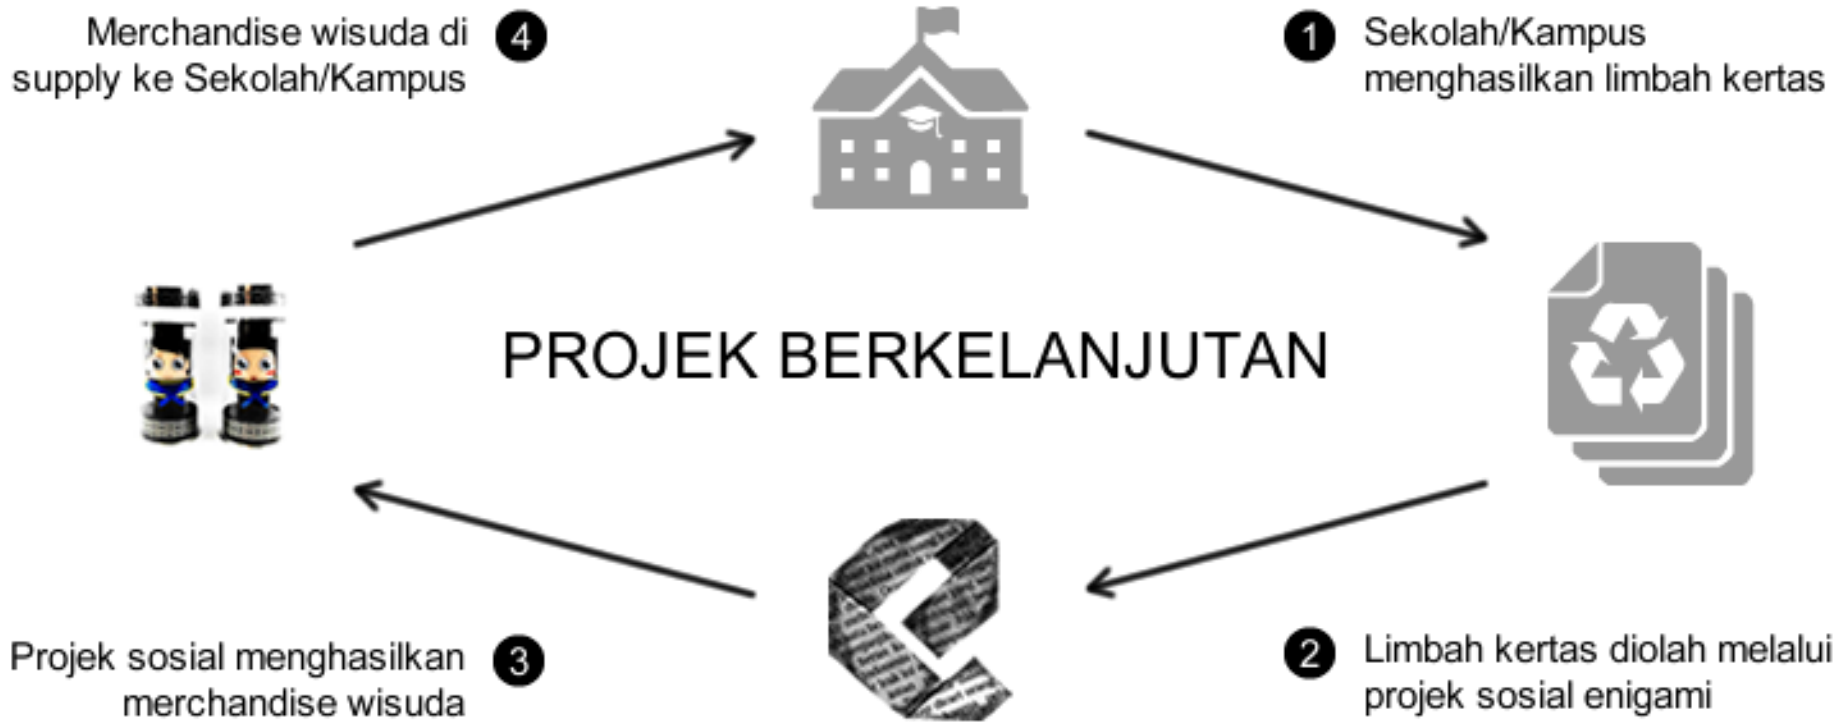 Merchandise wisuda di
supply ke Sekolah/Kampus
4
1
Sekolah/Kampus
menghasilkan limbah kertas
PROJEK BERKELANJUTAN
Projek sosial menghasilkan
merchandise wisuda
3
2
Limbah kertas diolah melalui
projek sosial enigami